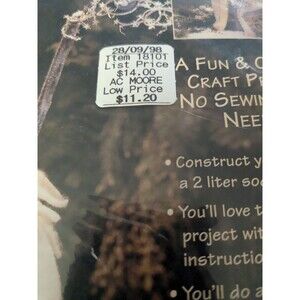 28/09/98
Item 18101
List Price
$14.00
AC MOORE
Low Price
$11.20
A FUN &
CRAFT
NO SEWIN
NEE
• Construct y
a 2 liter so
• You'll love t
project wit
instructio
• You'll do a